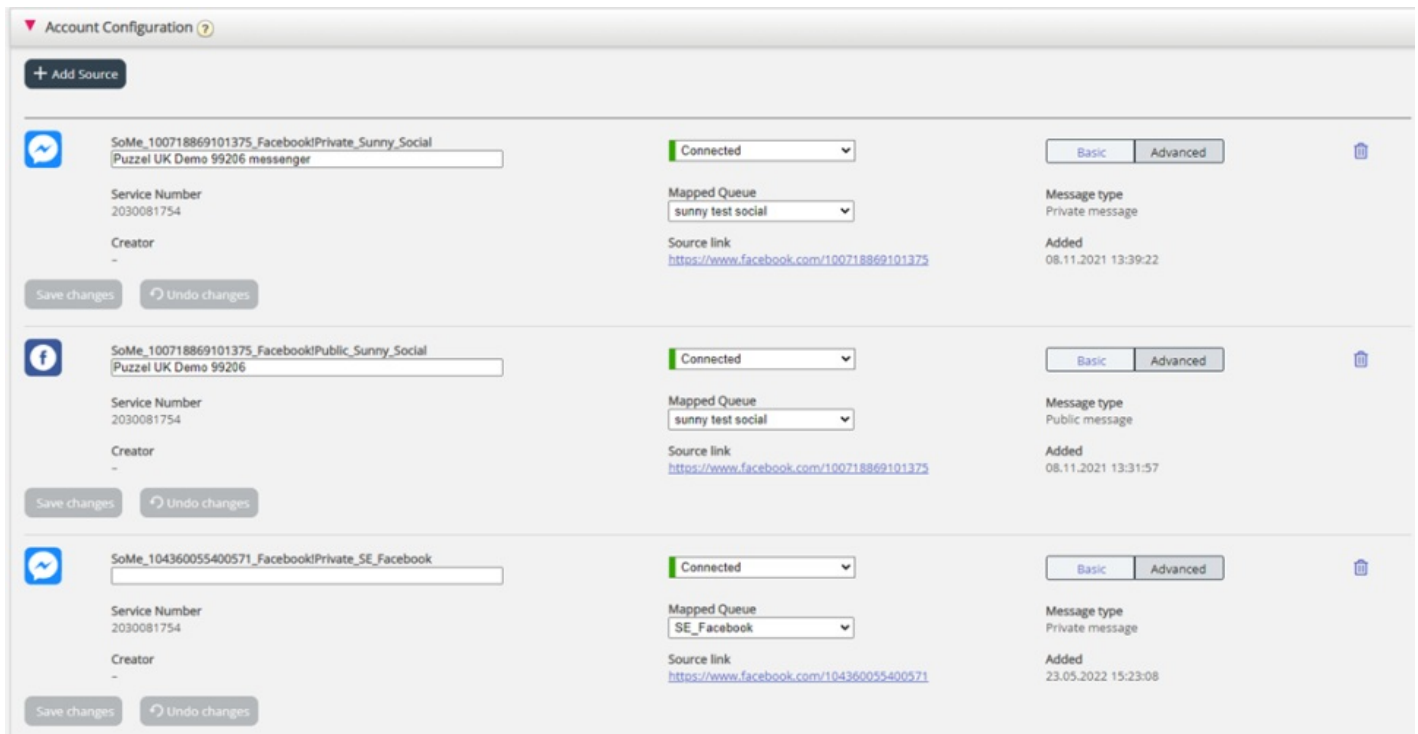 Account Configuration ?
+ Add Source
SoMe_100718869101375_Facebook!Private_Sunny_Social
Puzzel UK Demo 99206 messenger
Connected
Basic Advanced
Service Number
2030081754
Mapped Queue
sunny test social
Message type
Private message
Creator
–
Source link
https://www.facebook.com/100718869101375
Added
08.11.2021 13:39:22
Save changes Undo changes
SoMe_100718869101375_Facebook!Public_Sunny_Social
Puzzel UK Demo 99206
Connected
Basic Advanced
Service Number
2030081754
Mapped Queue
sunny test social
Message type
Public message
Creator
–
Source link
https://www.facebook.com/100718869101375
Added
08.11.2021 13:31:57
Save changes Undo changes
SoMe_104360055400571_Facebook!Private_SE_Facebook
Connected
Basic Advanced
Service Number
2030081754
Mapped Queue
SE_Facebook
Message type
Private message
Creator
–
Source link
https://www.facebook.com/104360055400571
Added
23.05.2022 15:23:08
Save changes Undo changes